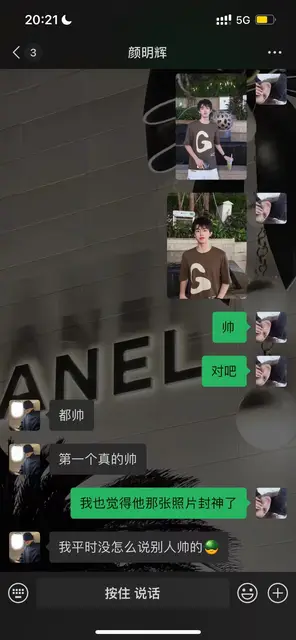 20:21
5G
3
颜明辉
G
G
帅
对吧
ANEL
都帅
第一个真的帅
我也觉得他那张照片封神了
我平时没怎么说别人帅的
按住 说话